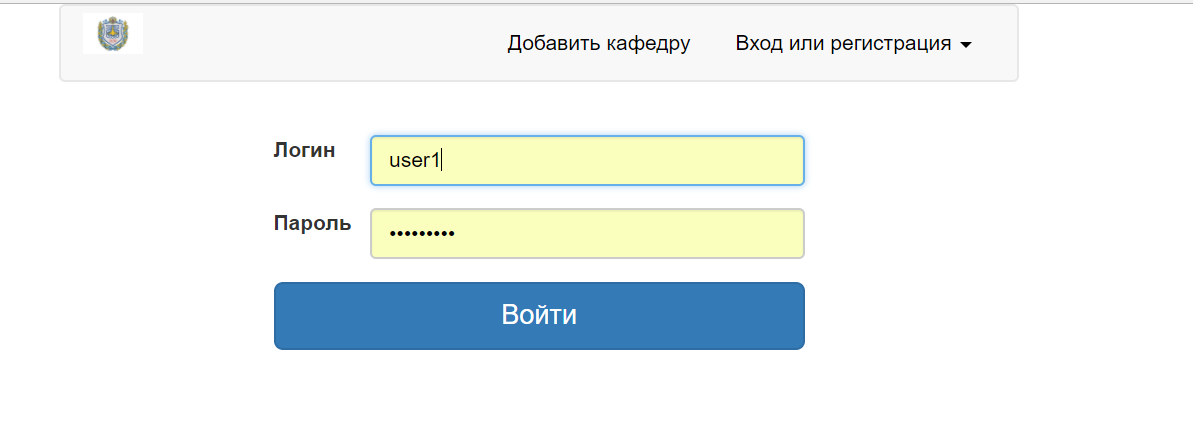 Добавить кафедру Вход или регистрация
Логин user1
Пароль •••••••••
Войти